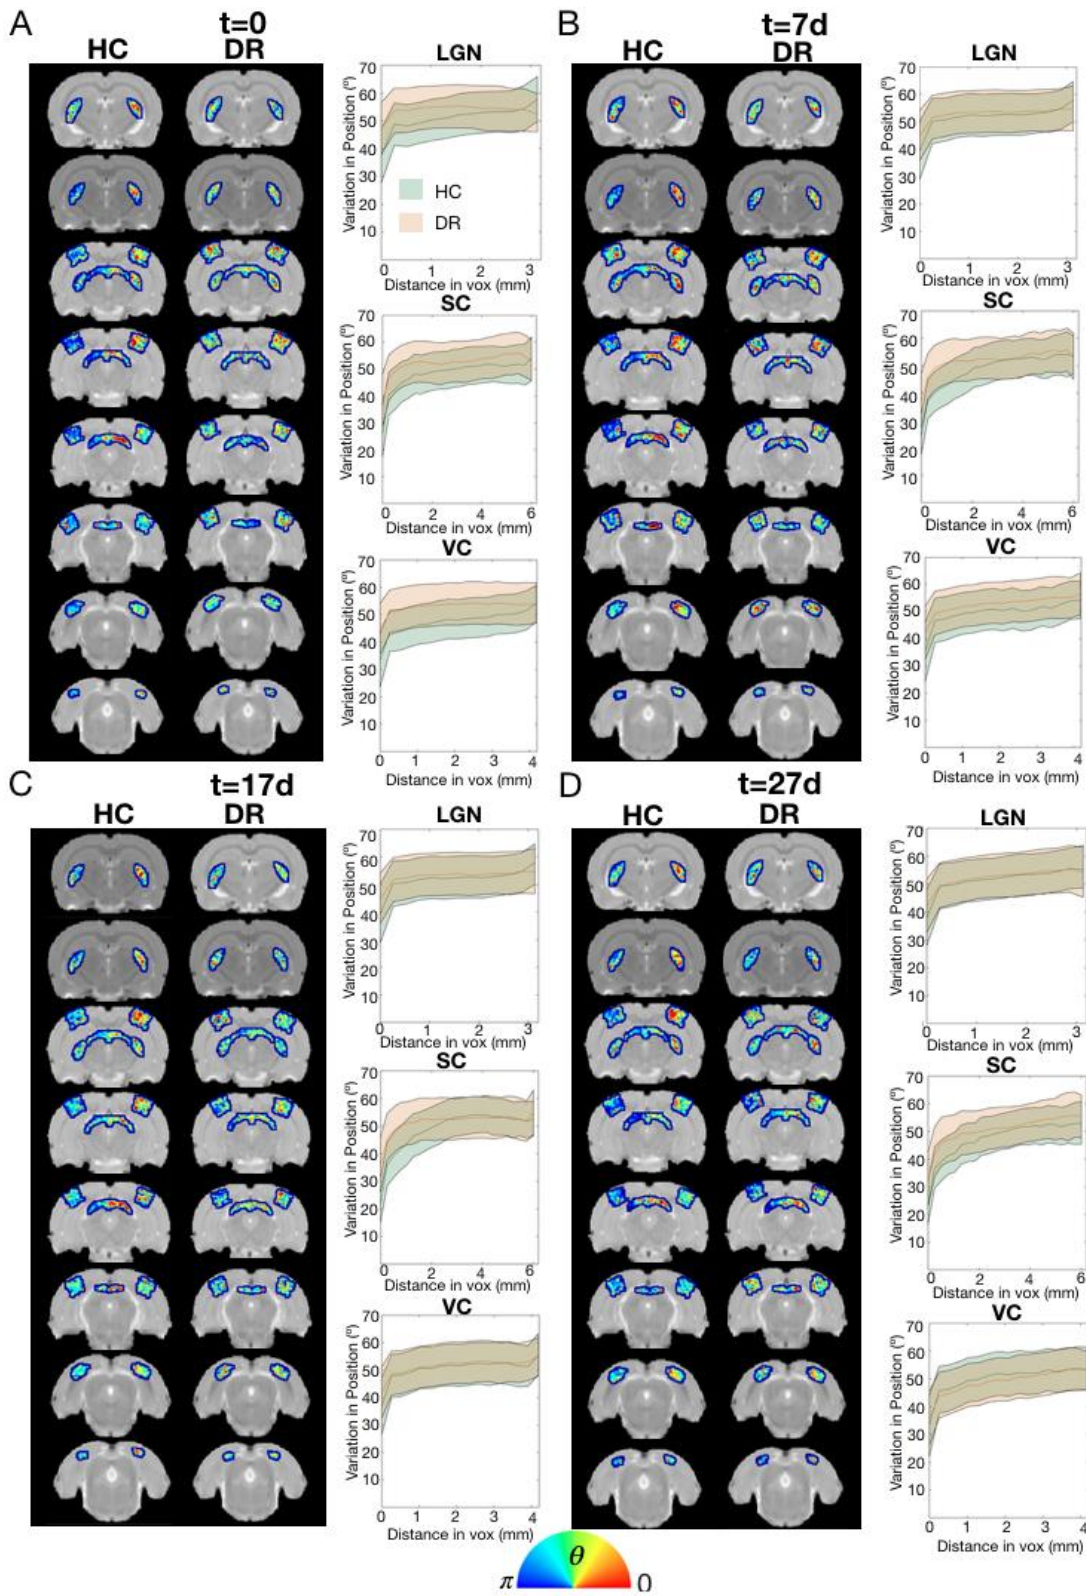 A
t=0
HC DR
LGN
Variation in Position (º)
70
60
50
40
30
20
10
HC
DR
0 1 2 3
Distance in vox (mm)
SC
Variation in Position (º)
70
60
50
40
30
20
10
0 2 4 6
Distance in vox (mm)
VC
Variation in Position (º)
70
60
50
40
30
20
10
0 1 2 3 4
Distance in vox (mm)
B
t=7d
HC DR
LGN
Variation in Position (º)
70
60
50
40
30
20
10
0 1 2 3
Distance in vox (mm)
SC
Variation in Position (º)
70
60
50
40
30
20
10
0 2 4 6
Distance in vox (mm)
VC
Variation in Position (º)
70
60
50
40
30
20
10
0 1 2 3 4
Distance in vox (mm)
C
t=17d
HC DR
LGN
Variation in Position (º)
70
60
50
40
30
20
10
0 1 2 3
Distance in vox (mm)
SC
Variation in Position (º)
70
60
50
40
30
20
10
0 2 4 6
Distance in vox (mm)
VC
Variation in Position (º)
70
60
50
40
30
20
10
0 1 2 3 4
Distance in vox (mm)
D
t=27d
HC DR
LGN
Variation in Position (º)
70
60
50
40
30
20
10
0 1 2 3
Distance in vox (mm)
SC
Variation in Position (º)
70
60
50
40
30
20
10
0 2 4 6
Distance in vox (mm)
VC
Variation in Position (º)
70
60
50
40
30
20
10
0 1 2 3 4
Distance in vox (mm)
θ
π 0